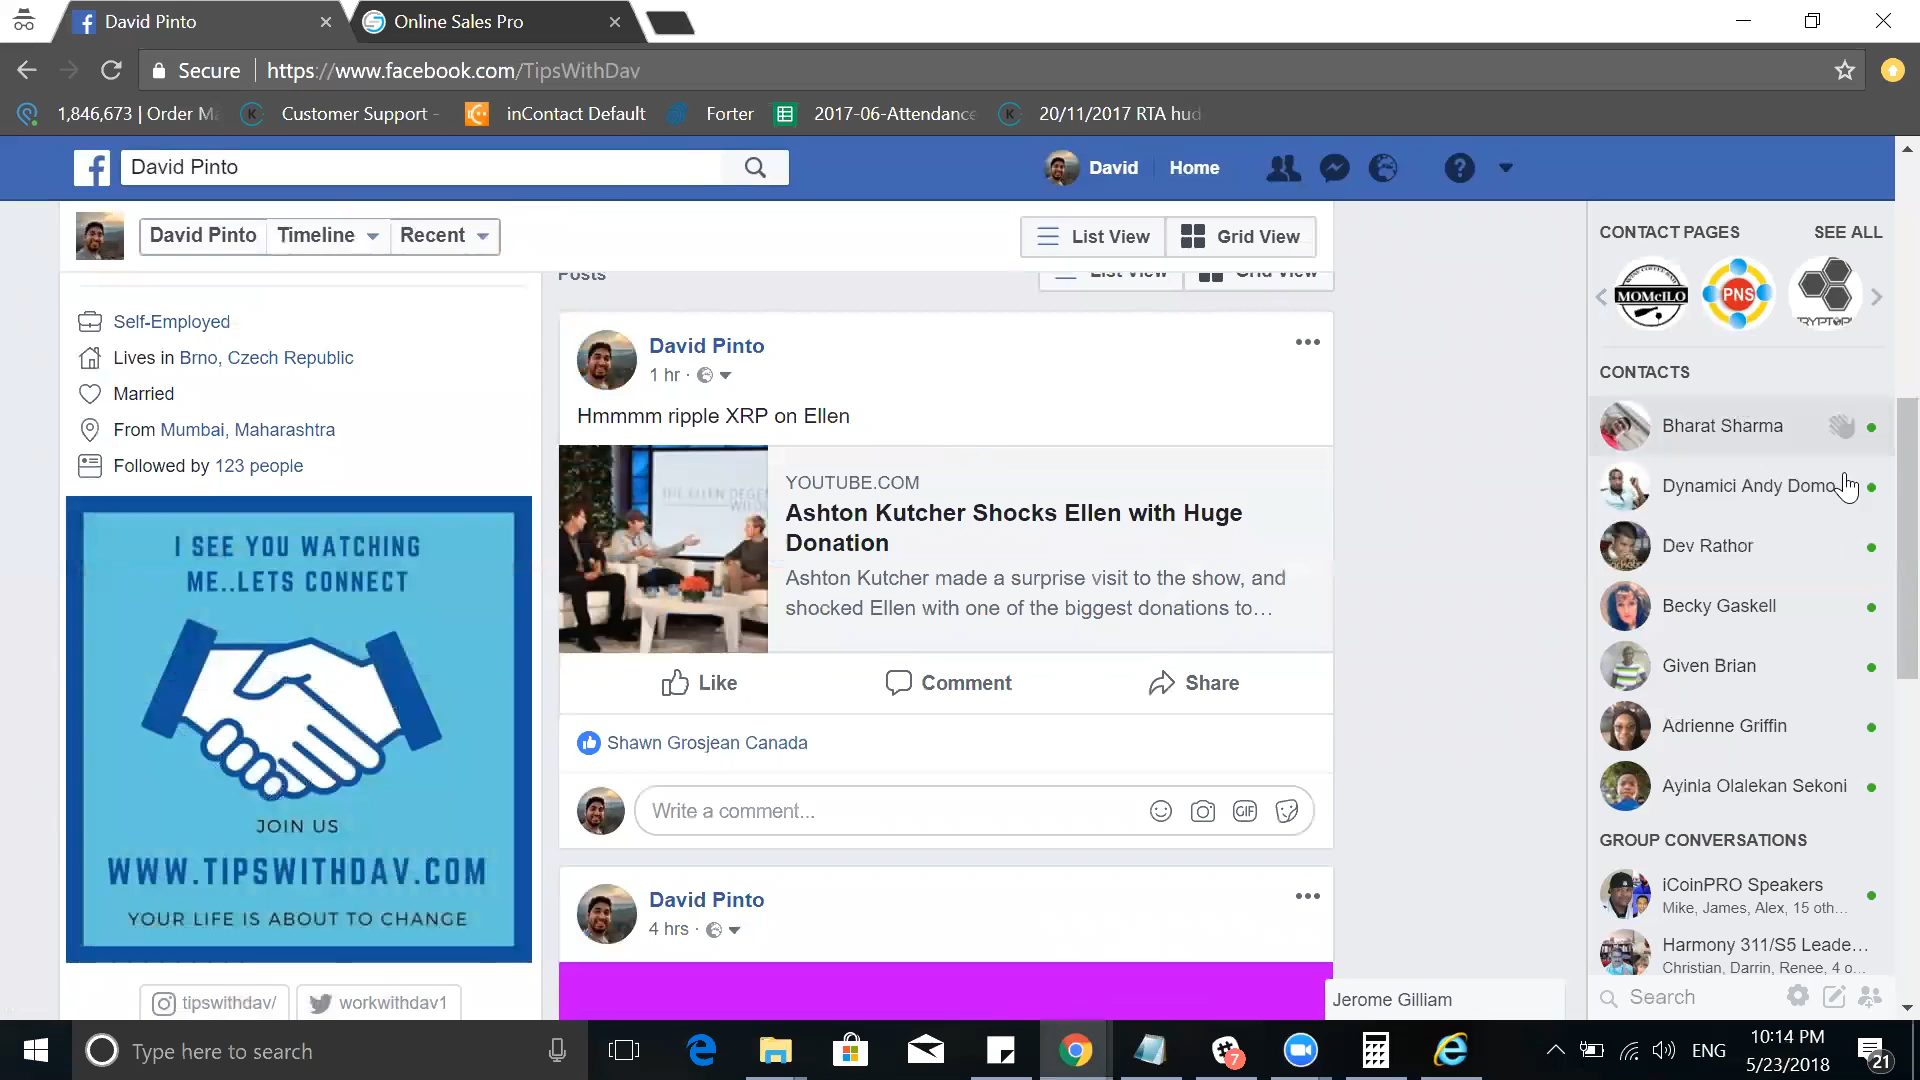 David Pinto
Online Sales Pro
Secure
https://www.facebook.com/TipsWithDav
1,846,673 | Order Ma
Customer Support -
inContact Default
Forter
2017-06-Attendance
20/11/2017 RTA hud
David Pinto
David
Home
David Pinto
Timeline
Recent
List View
Grid View
Posts
List View
Grid View
Self-Employed
Lives in Brno, Czech Republic
Married
From Mumbai, Maharashtra
Followed by 123 people
I SEE YOU WATCHING
ME..LETS CONNECT
JOIN US
WWW.TIPSWITHDAV.COM
YOUR LIFE IS ABOUT TO CHANGE
tipswithdav/
workwithdav1
David Pinto
1 hr ·
Hmmmm ripple XRP on Ellen
YOUTUBE.COM
Ashton Kutcher Shocks Ellen with Huge
Donation
Ashton Kutcher made a surprise visit to the show, and
shocked Ellen with one of the biggest donations to…
Like
Comment
Share
Shawn Grosjean Canada
Write a comment...
GIF
David Pinto
4 hrs ·
Jerome Gilliam
CONTACT PAGES
SEE ALL
MOMcILO
PNS
CONTACTS
Bharat Sharma
Dynamici Andy Domo
Dev Rathor
Becky Gaskell
Given Brian
Adrienne Griffin
Ayinla Olalekan Sekoni
GROUP CONVERSATIONS
iCoinPRO Speakers
Mike, James, Alex, 15 oth...
Harmony 311/S5 Leade...
Christian, Darrin, Renee, 4 o...
Search
Type here to search
7
ENG
10:14 PM
5/23/2018
21